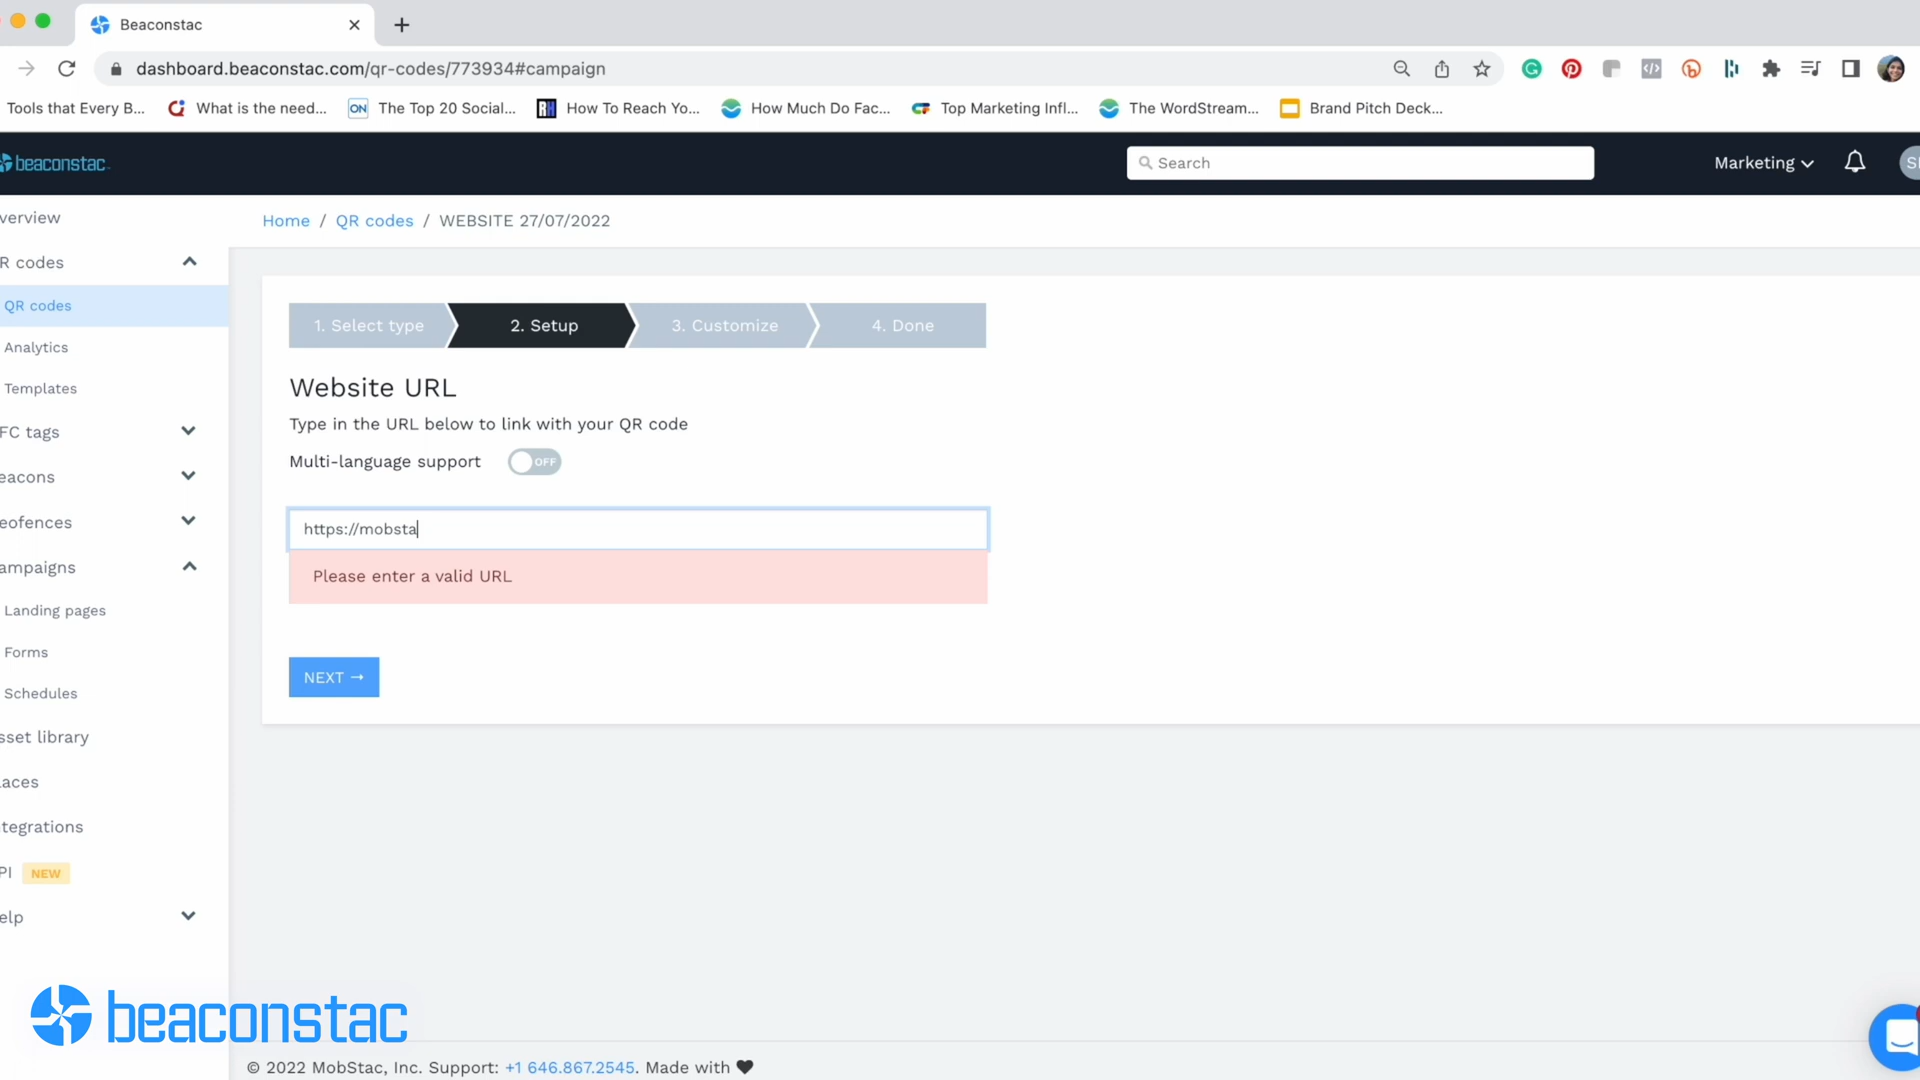 Beaconstac
dashboard.beaconstac.com/qr-codes/773934#campaign
Tools that Every B... What is the need... ON The Top 20 Social... RH How To Reach Yo... How Much Do Fac... Top Marketing Infl... The WordStream... Brand Pitch Deck...
beaconstac Search Marketing S
verview
Home / QR codes / WEBSITE 27/07/2022
R codes
QR codes
Analytics
Templates
FC tags
eacons
eofences
ampaigns
Landing pages
Forms
Schedules
sset library
laces
tegrations
PI NEW
elp
1. Select type 2. Setup 3. Customize 4. Done
Website URL
Type in the URL below to link with your QR code
Multi-language support OFF
https://mobsta
Please enter a valid URL
NEXT →
beaconstac
© 2022 MobStac, Inc. Support: +1 646.867.2545. Made with ♥